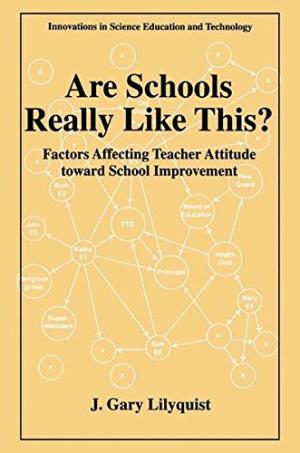 Innovations in Science Education and Technology
Are Schools
Really Like This?
Factors Affecting Teacher Attitude
toward School Improvement
X
X
X
New
Guard
Ruth
E2
Board of
Education
Ann
E5
PTO
Kathy
E1
Health
Club
Principal
Mary
E4
Super-
intendent
Kim
E6
X
X
X
X
J. Gary Lilyquist